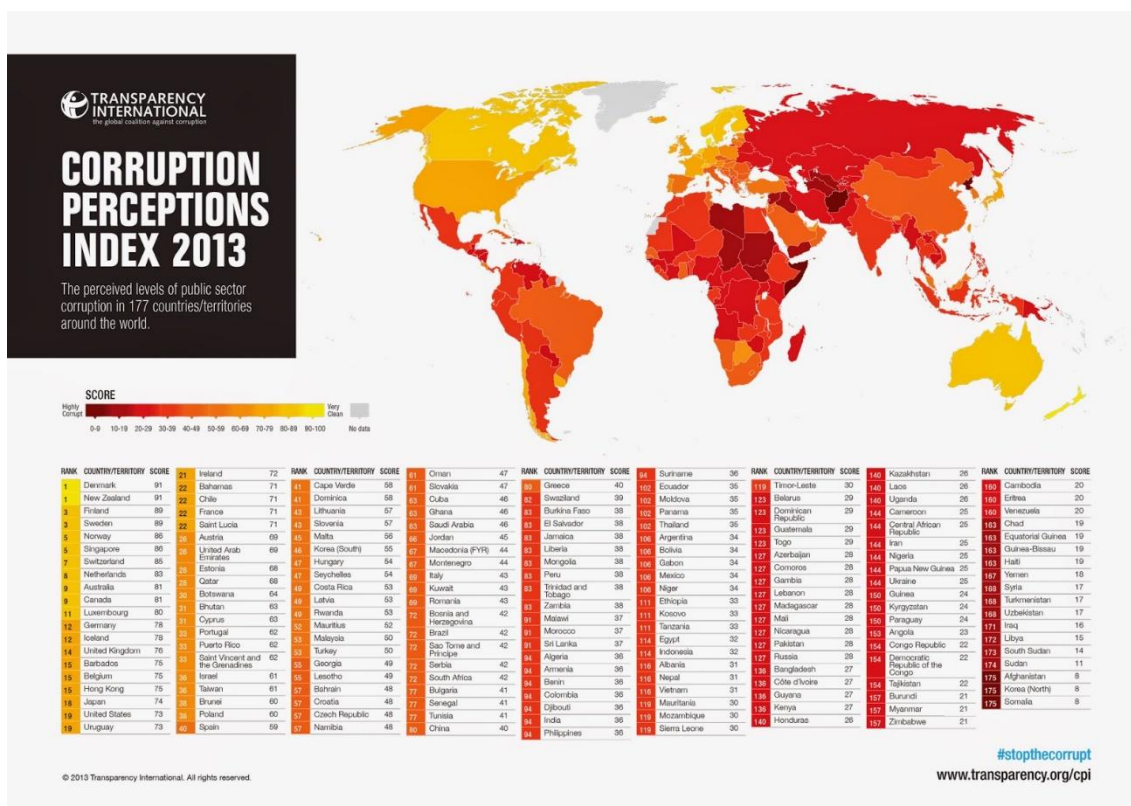 TRANSPARENCY
INTERNATIONAL
the global coalition against corruption
CORRUPTION
PERCEPTIONS
INDEX 2013
The perceived levels of public sector
corruption in 177 countries/territories
around the world.
SCORE
Highly
Corrupt
Very
Clean
0-9 10-19 20-29 30-39 40-49 50-59 60-69 70-79 80-89 90-100 No data
RANK COUNTRY/TERRITORY SCORE
1 Denmark 91
1 New Zealand 91
3 Finland 89
3 Sweden 89
5 Norway 86
5 Singapore 86
7 Switzerland 85
8 Netherlands 83
9 Australia 81
9 Canada 81
11 Luxembourg 80
12 Germany 78
12 Iceland 78
14 United Kingdom 76
15 Barbados 75
15 Belgium 75
15 Hong Kong 75
18 Japan 74
19 United States 73
19 Uruguay 73
21 Ireland 72
22 Bahamas 71
22 Chile 71
22 France 71
22 Saint Lucia 71
26 Austria 69
26 United Arab
Emirates 69
28 Estonia 68
28 Qatar 68
30 Botswana 64
31 Bhutan 63
31 Cyprus 63
33 Portugal 62
33 Puerto Rico 62
33 Saint Vincent and
the Grenadines 62
36 Israel 61
36 Taiwan 61
38 Brunei 60
38 Poland 60
40 Spain 59
RANK COUNTRY/TERRITORY SCORE
41 Cape Verde 58
41 Dominica 58
43 Lithuania 57
43 Slovenia 57
45 Malta 56
46 Korea (South) 55
47 Hungary 54
47 Seychelles 54
49 Costa Rica 53
49 Latvia 53
49 Rwanda 53
52 Mauritius 52
53 Malaysia 50
53 Turkey 50
55 Georgia 49
55 Lesotho 49
57 Bahrain 48
57 Croatia 48
57 Czech Republic 48
57 Namibia 48
61 Oman 47
61 Slovakia 47
63 Cuba 46
63 Ghana 46
63 Saudi Arabia 46
66 Jordan 45
67 Macedonia (FYR) 44
67 Montenegro 44
69 Italy 43
69 Kuwait 43
69 Romania 43
72 Bosnia and
Herzegovina 42
72 Brazil 42
72 Sao Tome and
Principe 42
72 Serbia 42
72 South Africa 42
77 Bulgaria 41
77 Senegal 41
77 Tunisia 41
80 China 40
RANK COUNTRY/TERRITORY SCORE
80 Greece 40
82 Swaziland 39
83 Burkina Faso 38
83 El Salvador 38
83 Jamaica 38
83 Liberia 38
83 Mongolia 38
83 Peru 38
83 Trinidad and
Tobago 38
83 Zambia 38
91 Malawi 37
91 Morocco 37
91 Sri Lanka 37
94 Algeria 36
94 Armenia 36
94 Benin 36
94 Colombia 36
94 Djibouti 36
94 India 36
94 Philippines 36
94 Suriname 36
102 Ecuador 35
102 Moldova 35
102 Panama 35
102 Thailand 35
106 Argentina 34
106 Bolivia 34
106 Gabon 34
106 Mexico 34
106 Niger 34
111 Ethiopia 33
111 Kosovo 33
111 Tanzania 33
114 Egypt 32
114 Indonesia 32
116 Albania 31
116 Nepal 31
116 Vietnam 31
119 Mauritania 30
119 Mozambique 30
119 Sierra Leone 30
RANK COUNTRY/TERRITORY SCORE
119 Timor-Leste 30
123 Belarus 29
123 Dominican
Republic 29
123 Guatemala 29
123 Togo 29
127 Azerbaijan 28
127 Comoros 28
127 Gambia 28
127 Lebanon 28
127 Madagascar 28
127 Mali 28
127 Nicaragua 28
127 Pakistan 28
127 Russia 28
136 Bangladesh 27
136 Côte d'Ivoire 27
136 Guyana 27
136 Kenya 27
140 Honduras 26
140 Kazakhstan 26
140 Laos 26
140 Uganda 26
144 Cameroon 25
144 Central African
Republic 25
144 Iran 25
144 Nigeria 25
144 Papua New Guinea 25
144 Ukraine 25
150 Guinea 24
150 Kyrgyzstan 24
150 Paraguay 24
153 Angola 23
154 Congo Republic 22
154 Democratic
Republic of the
Congo 22
154 Tajikistan 22
157 Burundi 21
157 Myanmar 21
157 Zimbabwe 21
RANK COUNTRY/TERRITORY SCORE
160 Cambodia 20
160 Eritrea 20
160 Venezuela 20
163 Chad 19
163 Equatorial Guinea 19
163 Guinea-Bissau 19
163 Haiti 19
167 Yemen 18
168 Syria 17
168 Turkmenistan 17
168 Uzbekistan 17
171 Iraq 16
172 Libya 15
173 South Sudan 14
174 Sudan 11
175 Afghanistan 8
175 Korea (North) 8
175 Somalia 8
#stopthecorrupt
© 2013 Transparency International. All rights reserved.
www.transparency.org/cpi